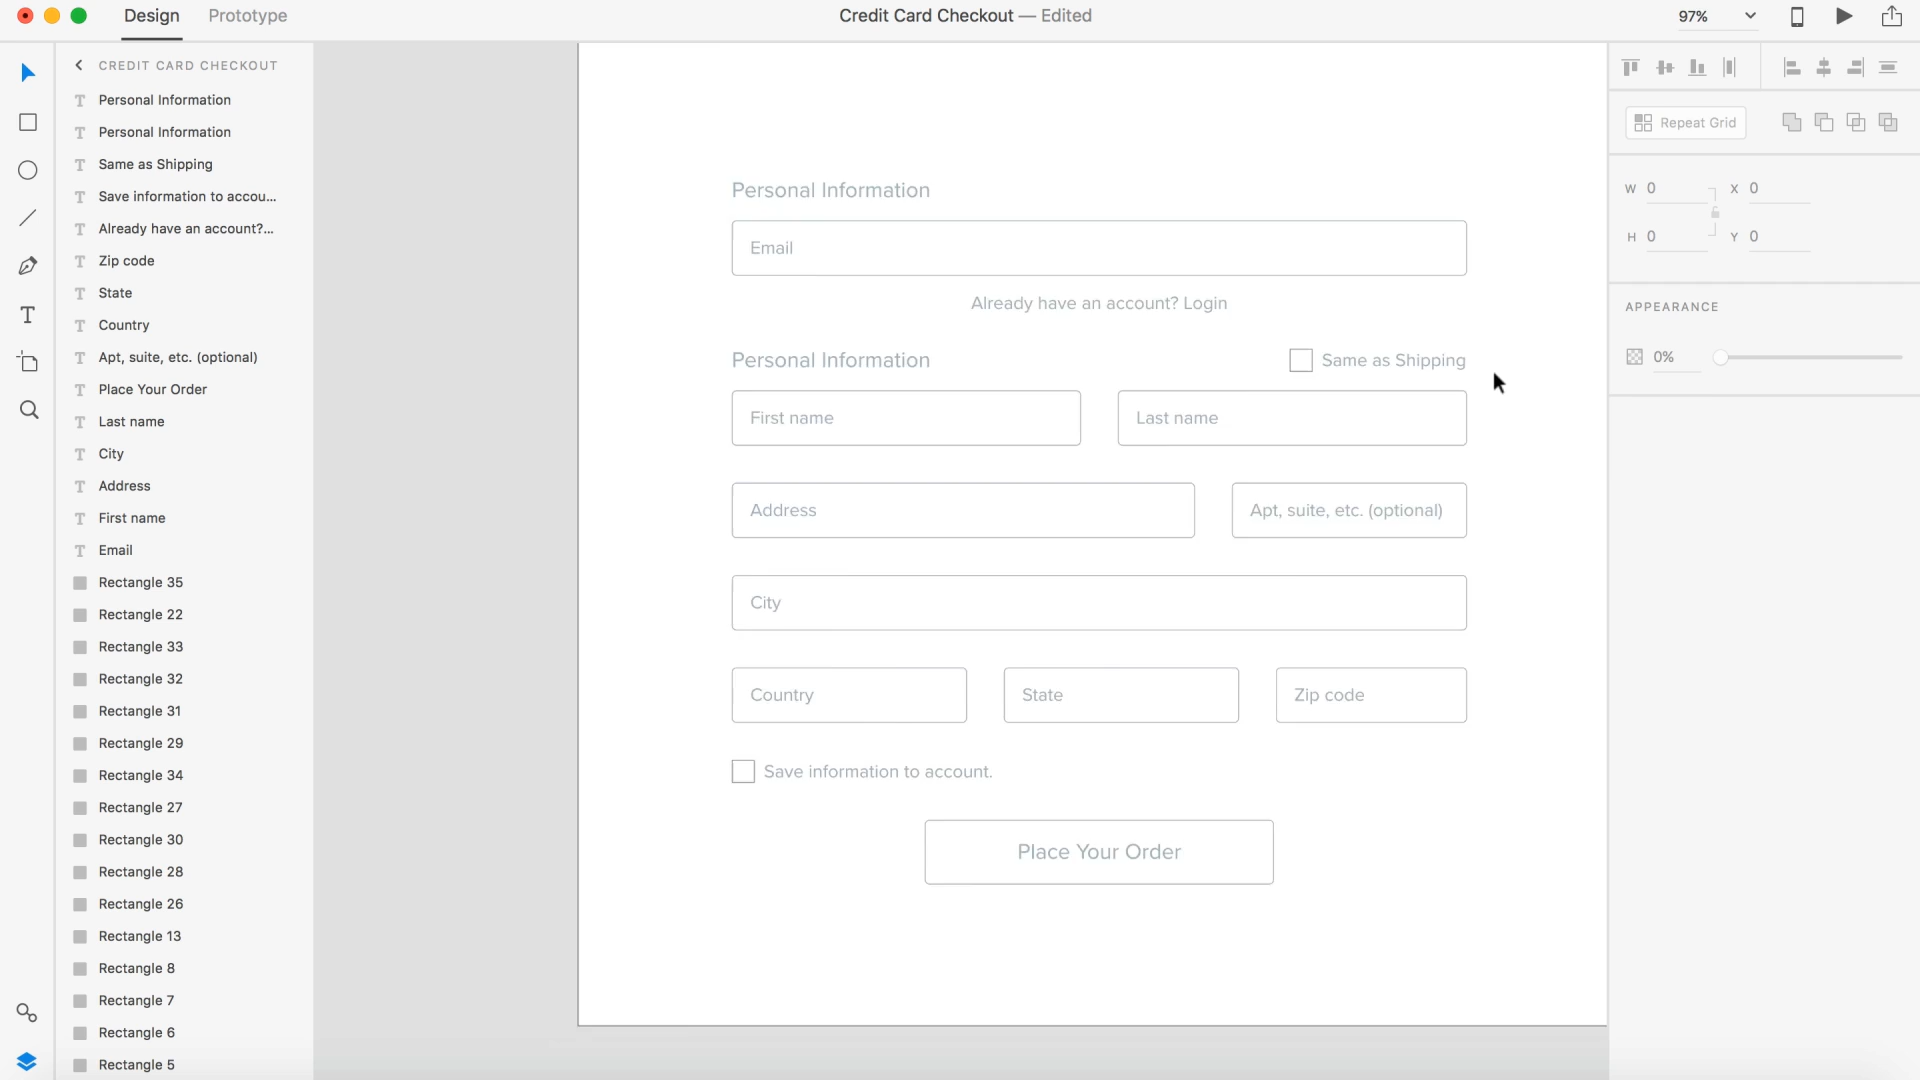 Design Prototype Credit Card Checkout — Edited 97%
CREDIT CARD CHECKOUT
Personal Information
Personal Information
Same as Shipping
Save information to accou...
Already have an account?...
Zip code
State
Country
Apt, suite, etc. (optional)
Place Your Order
Last name
City
Address
First name
Email
Rectangle 35
Rectangle 22
Rectangle 33
Rectangle 32
Rectangle 31
Rectangle 29
Rectangle 34
Rectangle 27
Rectangle 30
Rectangle 28
Rectangle 26
Rectangle 13
Rectangle 8
Rectangle 7
Rectangle 6
Rectangle 5
Personal Information
Email
Already have an account? Login
Personal Information Same as Shipping
First name Last name
Address Apt, suite, etc. (optional)
City
Country State Zip code
Save information to account.
Place Your Order
Repeat Grid
W 0 X 0
H 0 Y 0
APPEARANCE
0%